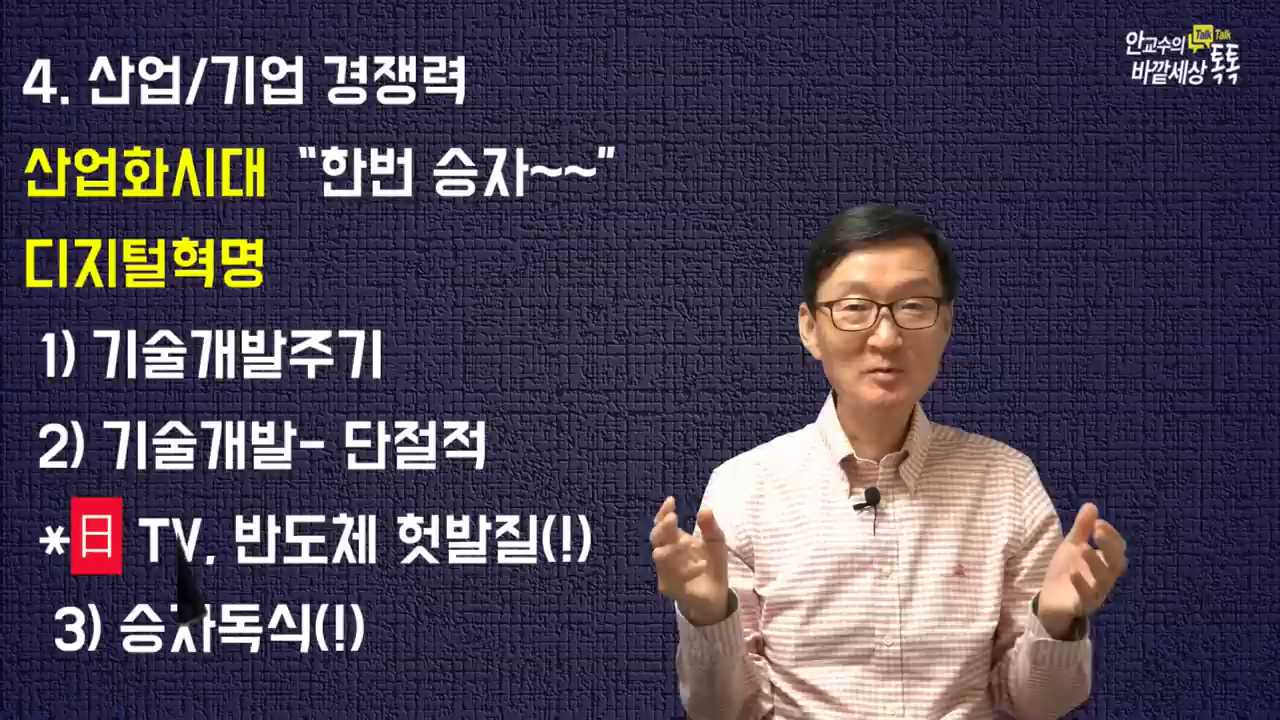 4. 산업/기업 경쟁력
산업화시대 "한번 승자~~"
디지털혁명
1) 기술개발주기
2) 기술개발- 단절적
*日 TV, 반도체 헛발질(!)
3) 승자독식(!)
안교수의 Talk Talk
바깥세상 톡톡